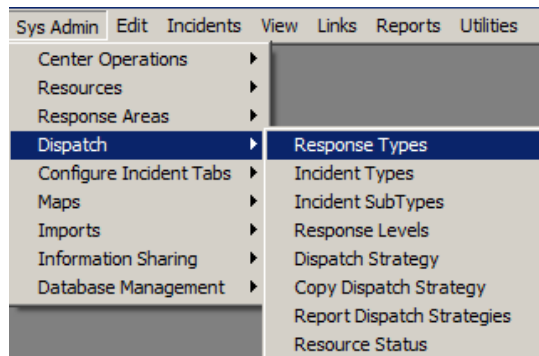 Sys Admin Edit Incidents View Links Reports Utilities
Center Operations
Resources
Response Areas
Dispatch
Configure Incident Tabs
Maps
Imports
Information Sharing
Database Management
Response Types
Incident Types
Incident SubTypes
Response Levels
Dispatch Strategy
Copy Dispatch Strategy
Report Dispatch Strategies
Resource Status